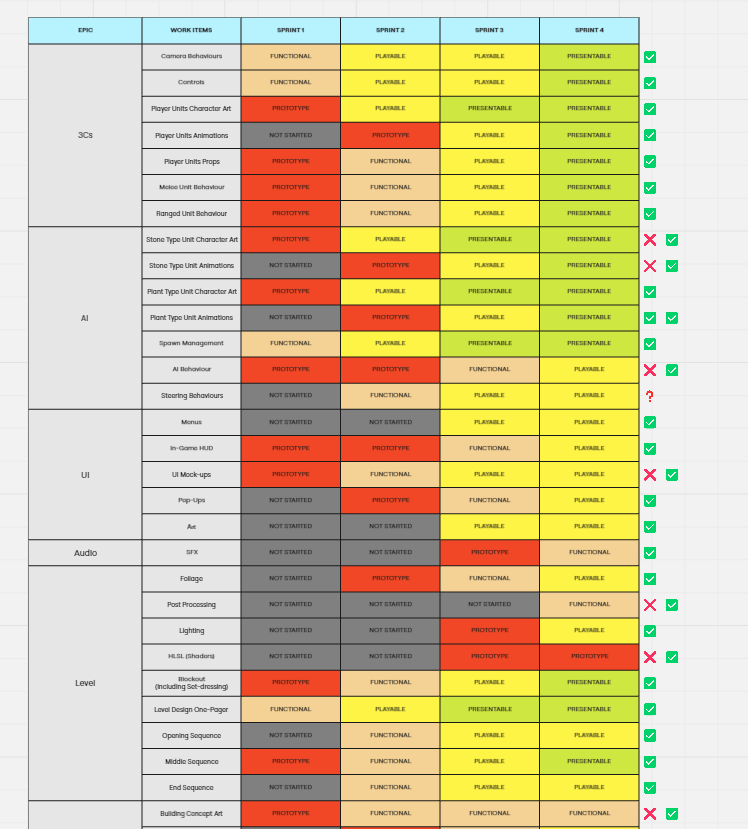 EPIC WORK ITEMS SPRINT 1 SPRINT 2 SPRINT 3 SPRINT 4
3Cs
Camera Behaviours FUNCTIONAL PLAYABLE PLAYABLE PRESENTABLE
Controls FUNCTIONAL PLAYABLE PLAYABLE PRESENTABLE
Player Units Character Art PROTOTYPE PLAYABLE PRESENTABLE PRESENTABLE
Player Units Animations NOT STARTED PROTOTYPE PLAYABLE PRESENTABLE
Player Units Props PROTOTYPE FUNCTIONAL PLAYABLE PRESENTABLE
Melee Unit Behaviour PROTOTYPE FUNCTIONAL PLAYABLE PRESENTABLE
Ranged Unit Behaviour PROTOTYPE FUNCTIONAL PLAYABLE PRESENTABLE
AI
Stone Type Unit Character Art PROTOTYPE PLAYABLE PRESENTABLE PRESENTABLE
Stone Type Unit Animations NOT STARTED PROTOTYPE PLAYABLE PRESENTABLE
Plant Type Unit Character Art PROTOTYPE PLAYABLE PRESENTABLE PRESENTABLE
Plant Type Unit Animations NOT STARTED PROTOTYPE PLAYABLE PRESENTABLE
Spawn Management FUNCTIONAL PLAYABLE PRESENTABLE PRESENTABLE
AI Behaviour PROTOTYPE PROTOTYPE FUNCTIONAL PLAYABLE
Steering Behaviours NOT STARTED FUNCTIONAL PLAYABLE PLAYABLE
UI
Menus NOT STARTED NOT STARTED PLAYABLE PLAYABLE
In-Game HUD PROTOTYPE PROTOTYPE FUNCTIONAL PLAYABLE
UI Mock-ups PROTOTYPE FUNCTIONAL PLAYABLE PLAYABLE
Pop-Ups NOT STARTED PROTOTYPE FUNCTIONAL PLAYABLE
Art NOT STARTED NOT STARTED PLAYABLE PLAYABLE
Audio
SFX NOT STARTED NOT STARTED PROTOTYPE FUNCTIONAL
Level
Foliage NOT STARTED PROTOTYPE FUNCTIONAL PLAYABLE
Post Processing NOT STARTED NOT STARTED NOT STARTED FUNCTIONAL
Lighting NOT STARTED NOT STARTED PROTOTYPE PLAYABLE
HLSL (Shaders) NOT STARTED NOT STARTED PROTOTYPE PROTOTYPE
Blockout
(including Set-dressing) PROTOTYPE FUNCTIONAL PLAYABLE PRESENTABLE
Level Design One-Pager FUNCTIONAL PLAYABLE PRESENTABLE PRESENTABLE
Opening Sequence NOT STARTED FUNCTIONAL PLAYABLE PLAYABLE
Middle Sequence PROTOTYPE FUNCTIONAL PLAYABLE PRESENTABLE
End Sequence NOT STARTED FUNCTIONAL PLAYABLE PLAYABLE
Building Concept Art PROTOTYPE FUNCTIONAL FUNCTIONAL FUNCTIONAL